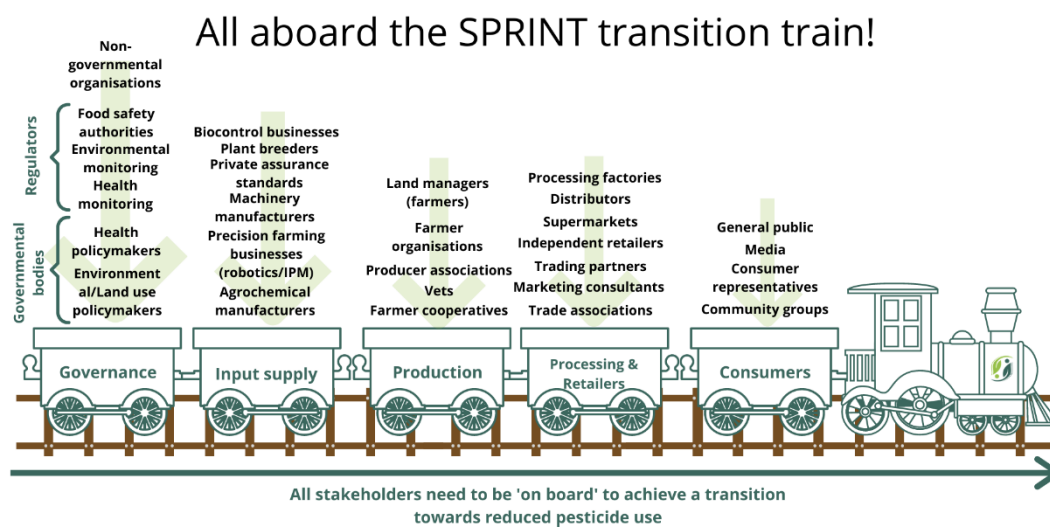 All aboard the SPRINT transition train!
Non-
governmental
organisations
Regulators
Food safety
authorities
Environmental
monitoring
Health
monitoring
Governmental
bodies
Health
policymakers
Environment
al/Land use
policymakers
Biocontrol businesses
Plant breeders
Private assurance
standards
Machinery
manufacturers
Precision farming
businesses
(robotics/IPM)
Agrochemical
manufacturers
Land managers
(farmers)
Farmer
organisations
Producer associations
Vets
Farmer cooperatives
Processing factories
Distributors
Supermarkets
Independent retailers
Trading partners
Marketing consultants
Trade associations
General public
Media
Consumer
representatives
Community groups
Governance
Input supply
Production
Processing &
Retailers
Consumers
All stakeholders need to be 'on board' to achieve a transition
towards reduced pesticide use